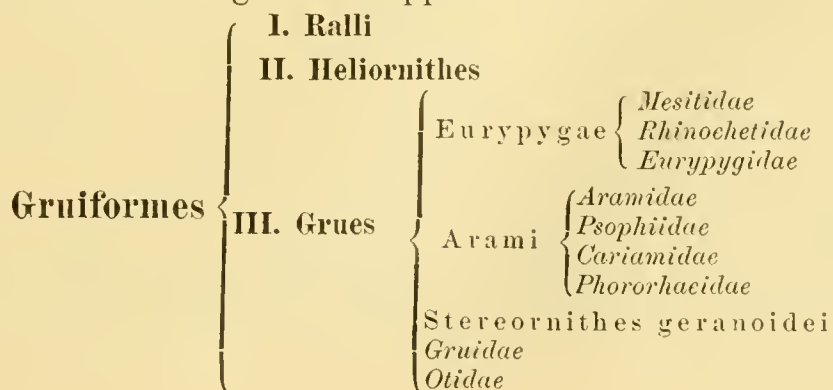 I. Ralli
II. Heliornithes
Mesitidae
Eurypygae
Rhinochetidae
Eurypygidae
Gruiformes
III. Grues
Aramidae
Arami
Psophiidae
Cariamidae
Phororhacidae
Stereornithes geranoidei
Gruidae
Otidae